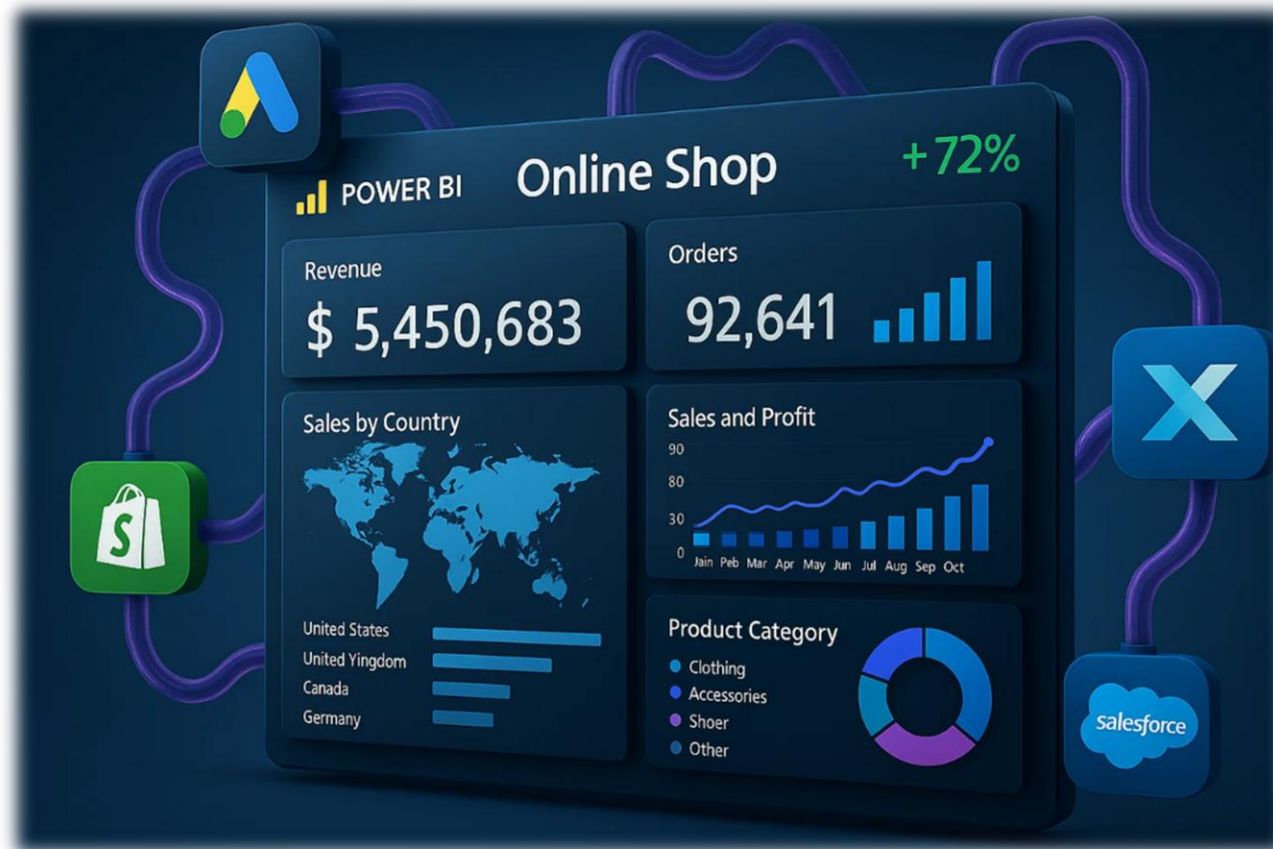 POWER BI
Online Shop
+72%
Revenue
$ 5,450,683
Orders
92,641
Sales by Country
United States
United Yingdom
Canada
Germany
Sales and Profit
90
80
30
0
Jain Peb Mar Apr May Jun Jul Aug Sep Oct
Product Category
Clothing
Accessories
Shoer
Other
S
X
salesforce